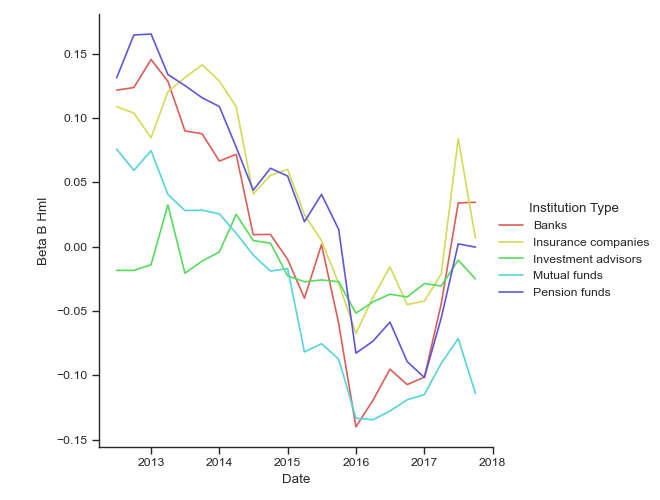 0.15
0.10
0.05
0.00
−0.05
−0.10
−0.15
Beta B Hml
2013 2014 2015 2016 2017 2018
Date
Institution Type
Banks
Insurance companies
Investment advisors
Mutual funds
Pension funds